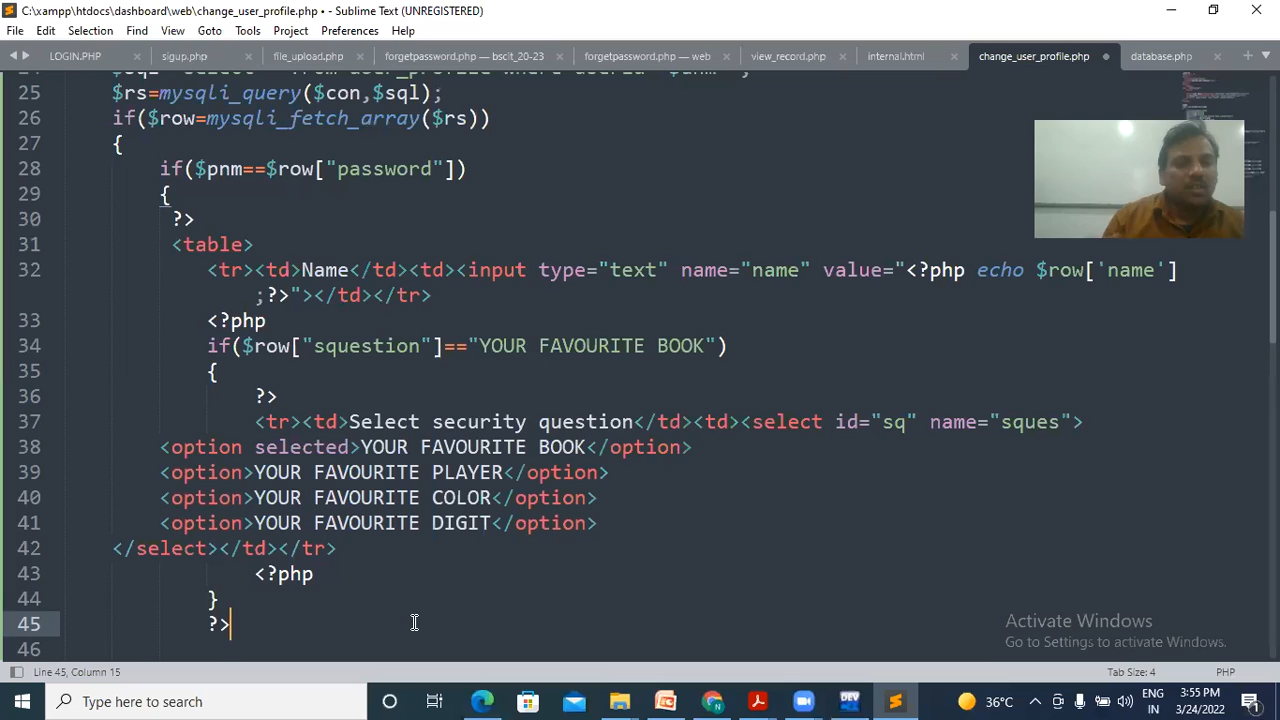 C:\xampp\htdocs\dashboard\web\change_user_profile.php • - Sublime Text (UNREGISTERED)
File Edit Selection Find View Goto Tools Project Preferences Help
LOGIN.PHP sigup.php file_upload.php forgetpassword.php — bscit_20-23 forgetpassword.php — web view_record.php internal.html change_user_profile.php database.php
25 $rs=mysqli_query($con,$sql);
26 if($row=mysqli_fetch_array($rs))
27 {
28 if($pnm==$row["password"])
29 {
30 ?>
31 <table>
32 <tr><td>Name</td><td><input type="text" name="name" value="<?php echo $row['name']
;?>"></td></tr>
33 <?php
34 if($row["squestion"]=="YOUR FAVOURITE BOOK")
35 {
36 ?>
37 <tr><td>Select security question</td><td><select id="sq" name="sques">
38 <option selected>YOUR FAVOURITE BOOK</option>
39 <option>YOUR FAVOURITE PLAYER</option>
40 <option>YOUR FAVOURITE COLOR</option>
41 <option>YOUR FAVOURITE DIGIT</option>
42 </select></td></tr>
43 <?php
44 }
45 ?>
46
Activate Windows
Go to Settings to activate Windows.
Line 45, Column 15 Tab Size: 4 PHP
Type here to search 36°C ENG 3:55 PM
IN 3/24/2022 1